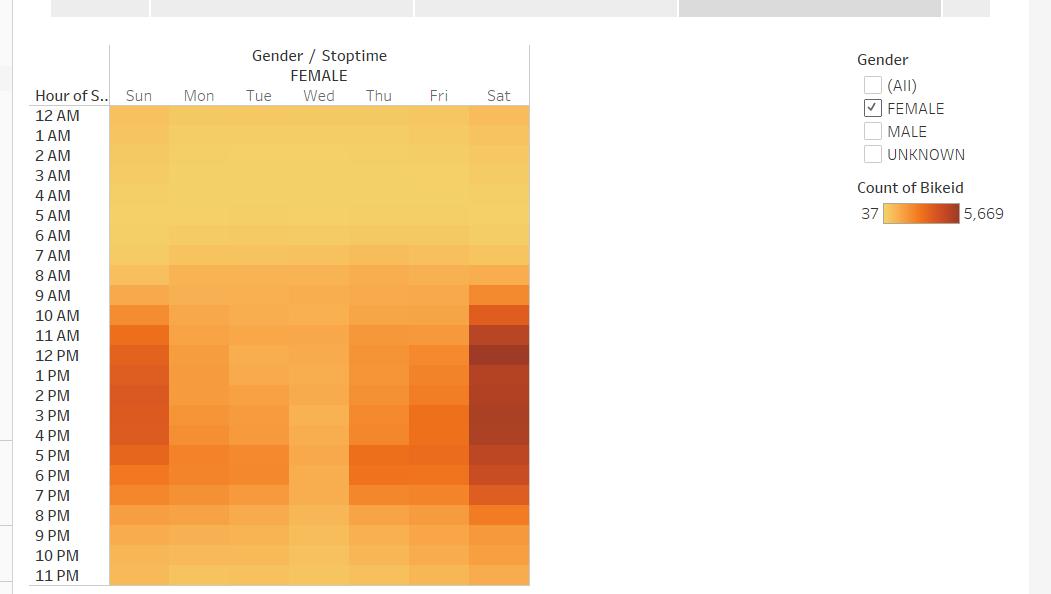 Gender / Stoptime
FEMALE
Hour of S.. Sun Mon Tue Wed Thu Fri Sat
12 AM
1 AM
2 AM
3 AM
4 AM
5 AM
6 AM
7 AM
8 AM
9 AM
10 AM
11 AM
12 PM
1 PM
2 PM
3 PM
4 PM
5 PM
6 PM
7 PM
8 PM
9 PM
10 PM
11 PM
Gender
(All)
FEMALE
MALE
UNKNOWN
Count of Bikeid
37 5,669